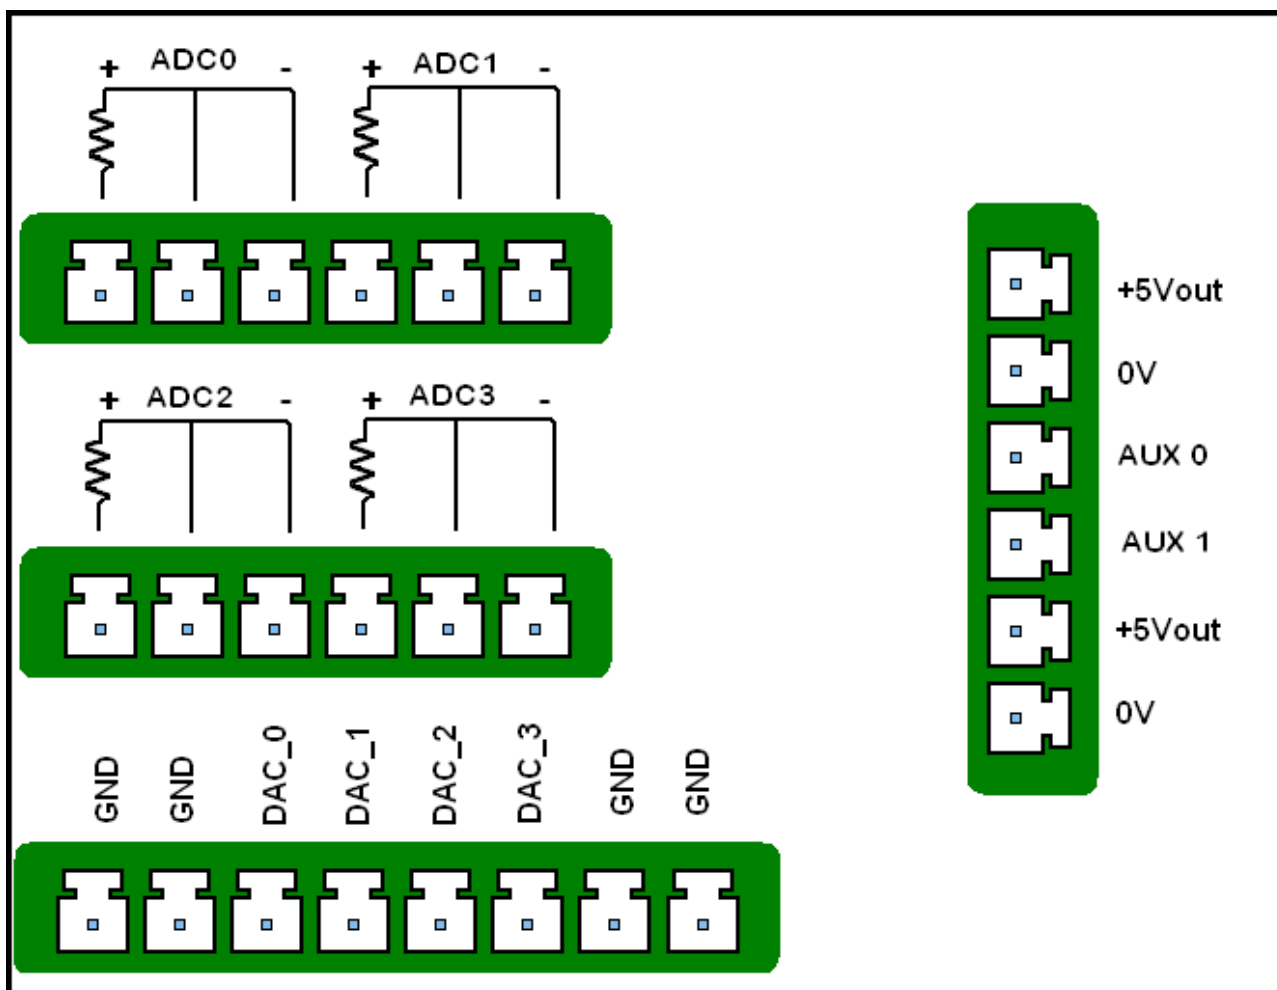 + ADC0 - + ADC1 -
+ ADC2 - + ADC3 -
GND GND DAC_0 DAC_1 DAC_2 DAC_3 GND GND
+5Vout
0V
AUX 0
AUX 1
+5Vout
0V